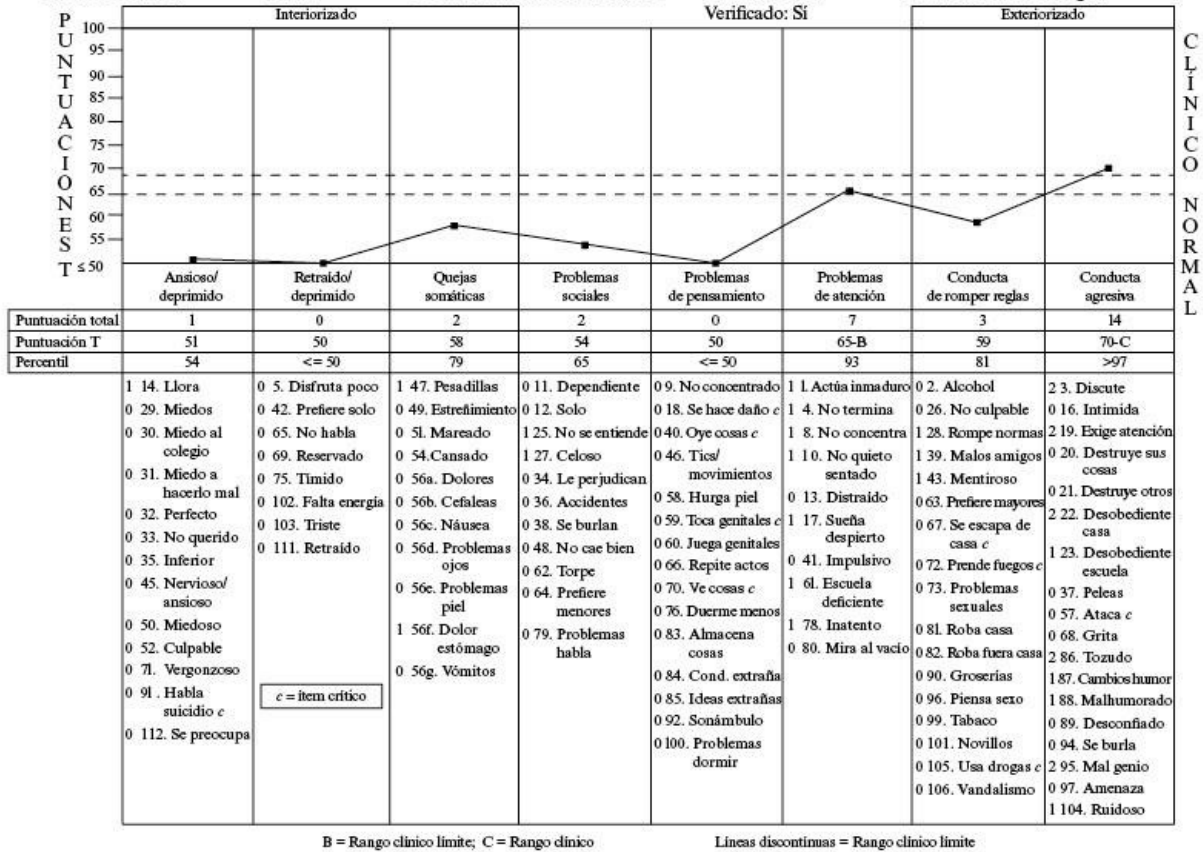 Interiorizado
Verificado: Sí
Exteriorizado
PUNTUACIONES T
100
95
90
95
90
85
80
75
70
65
60
55
≤ 50
CLÍNICO
NORMAL
Ansioso/
deprimido
Retraído/
deprimido
Quejas
somáticas
Problemas
sociales
Problemas
de pensamiento
Problemas
de atención
Conducta
de romper reglas
Conducta
agresiva
Puntuación total 1 0 2 2 0 7 3 14
Puntuación T 51 50 58 54 50 65-B 59 70-C
Percentil 54 <= 50 79 65 <= 50 93 81 >97
1 14. Llora
0 29. Miedos
0 30. Miedo al
colegio
0 31. Miedo a
hacerlo mal
0 32. Perfecto
0 33. No querido
0 35. Inferior
0 45. Nervioso/
ansioso
0 50. Miedoso
0 52. Culpable
0 71. Vergonzoso
0 91. Habla
suicidio c
0 112. Se preocupa
0 5. Disfruta poco
0 42. Prefiere solo
0 65. No habla
0 69. Reservado
0 75. Tímido
0 102. Falta energía
0 103. Triste
0 111. Retraído
c = ítem crítico
1 47. Pesadillas
0 49. Estreñimiento
0 51. Mareado
0 54. Cansado
0 56a. Dolores
0 56b. Cefaleas
0 56c. Náusea
0 56d. Problemas
ojos
0 56e. Problemas
piel
1 56f. Dolor
estómago
0 56g. Vómitos
0 11. Dependiente
0 12. Solo
1 25. No se entiende
1 27. Celoso
0 34. Le perjudican
0 36. Accidentes
0 38. Se burlan
0 48. No cae bien
0 62. Torpe
0 64. Prefiere
menores
0 79. Problemas
habla
0 9. No concentrado
0 18. Se hace daño c
0 40. Oye cosas c
0 46. Tics/
movimientos
0 58. Hurga piel
0 59. Toca genitales c
0 60. Juega genitales
0 66. Repite actos
0 70. Ve cosas c
0 76. Duerme menos
0 83. Almacena
cosas
0 84. Cond. extraña
0 85. Ideas extrañas
0 92. Sonámbulo
0 100. Problemas
dormir
1 1. Actúa inmaduro
1 4. No termina
1 8. No concentra
1 10. No quieto
sentado
0 13. Distraído
1 17. Sueña
despierto
0 41. Impulsivo
1 61. Escuela
deficiente
1 78. Inatento
0 80. Mira al vacío
0 2. Alcohol
0 26. No culpable
1 28. Rompe normas
1 39. Malos amigos
1 43. Mentiroso
0 63. Prefiere mayores
0 67. Se escapa de
casa c
0 72. Prende fuegos c
0 73. Problemas
sexuales
0 81. Roba casa
0 82. Roba fuera casa
0 90. Groserías
0 96. Piensa sexo
0 99. Tabaco
0 101. Novillos
0 105. Usa drogas c
0 106. Vandalismo
2 3. Discute
0 16. Intimida
2 19. Exige atención
0 20. Destruye sus
cosas
0 21. Destruye otros
2 22. Desobediente
casa
1 23. Desobediente
escuela
0 37. Peleas
0 57. Ataca c
0 68. Grita
2 86. Tozudo
1 87. Cambios humor
1 88. Malhumorado
0 89. Desconfiado
0 94. Se burla
2 95. Mal genio
0 97. Amenaza
1 104. Ruidoso
B = Rango clínico límite; C = Rango clínico
Líneas discontínuas = Rango clínico límite